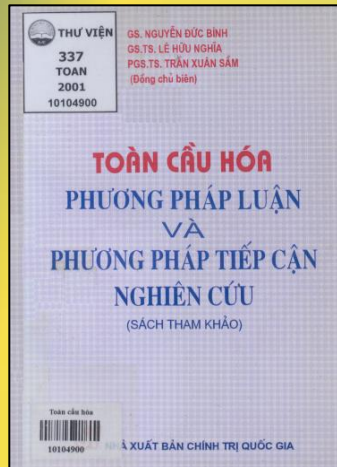 THƯ VIỆN
337
TOAN
2001
10104900
GS. NGUYỄN ĐỨC BÌNH
GS.TS. LÊ HỮU NGHĨA
PGS.TS. TRẦN XUÂN SẦM
(Đồng chủ biên)
TOÀN CẦU HÓA
PHƯƠNG PHÁP LUẬN
VÀ
PHƯƠNG PHÁP TIẾP CẬN
NGHIÊN CỨU
(SÁCH THAM KHẢO)
Toàn cầu hóa
10104900
NHÀ XUẤT BẢN CHÍNH TRỊ QUỐC GIA